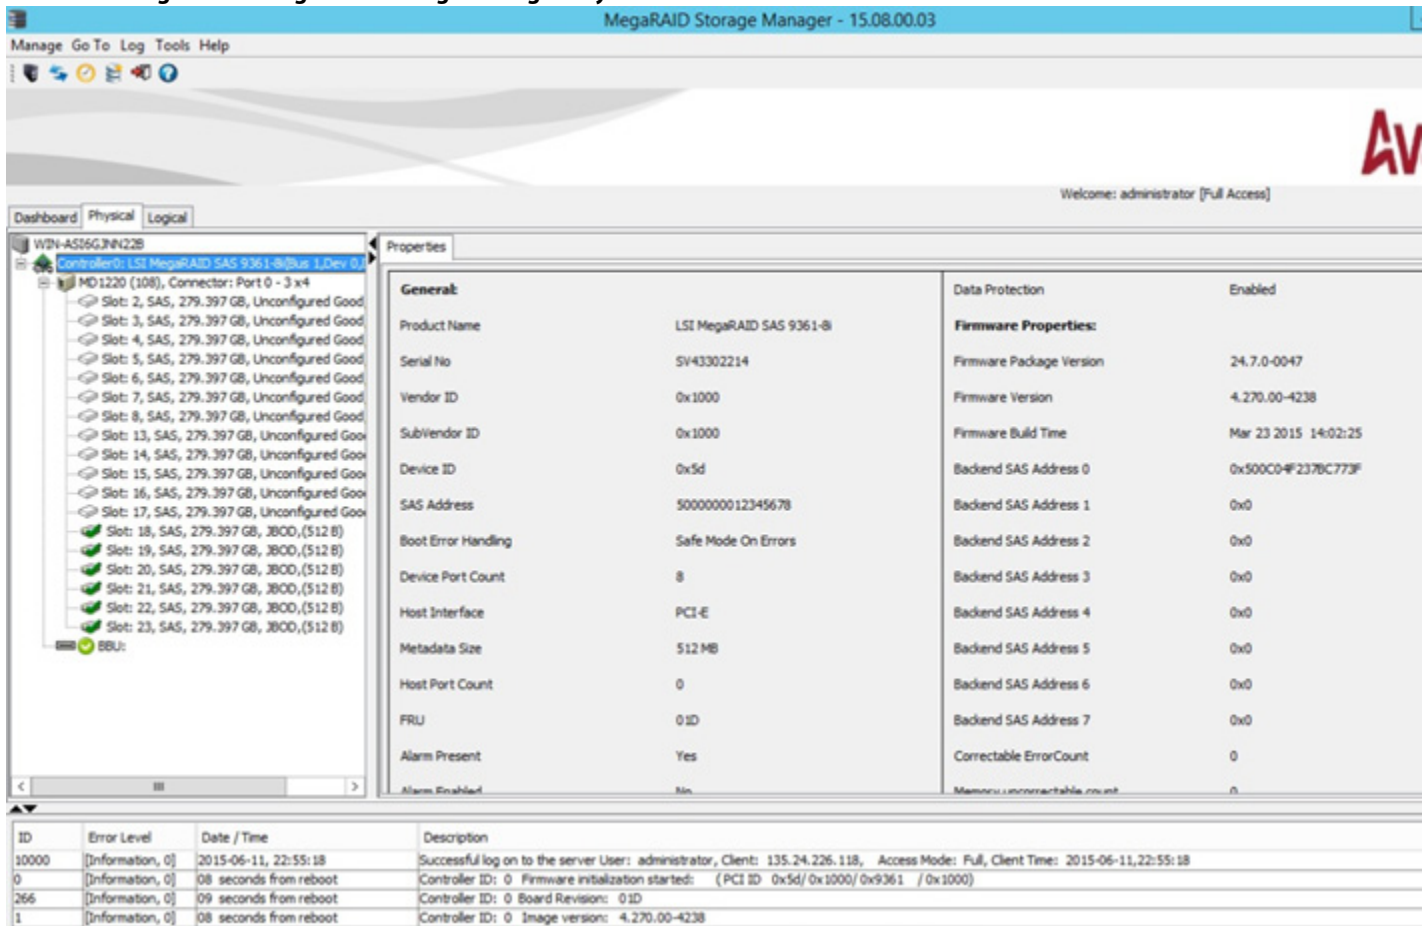 MegaRAID Storage Manager - 15.08.00.03
Manage Go To Log Tools Help
Av
Welcome: administrator [Full Access]
Dashboard Physical Logical
WIN-ASI6GJNN22B
Controller0: LSI MegaRAID SAS 9361-8i(Bus 1,Dev 0,
MD1220 (108), Connector: Port 0 - 3 x4
Slot: 2, SAS, 279.397 GB, Unconfigured Good
Slot: 3, SAS, 279.397 GB, Unconfigured Good
Slot: 4, SAS, 279.397 GB, Unconfigured Good
Slot: 5, SAS, 279.397 GB, Unconfigured Good
Slot: 6, SAS, 279.397 GB, Unconfigured Good
Slot: 7, SAS, 279.397 GB, Unconfigured Good
Slot: 8, SAS, 279.397 GB, Unconfigured Good
Slot: 13, SAS, 279.397 GB, Unconfigured Goo
Slot: 14, SAS, 279.397 GB, Unconfigured Goo
Slot: 15, SAS, 279.397 GB, Unconfigured Goo
Slot: 16, SAS, 279.397 GB, Unconfigured Goo
Slot: 17, SAS, 279.397 GB, Unconfigured Goo
Slot: 18, SAS, 279.397 GB, JBOD,(512 B)
Slot: 19, SAS, 279.397 GB, JBOD,(512 B)
Slot: 20, SAS, 279.397 GB, JBOD,(512 B)
Slot: 21, SAS, 279.397 GB, JBOD,(512 B)
Slot: 22, SAS, 279.397 GB, JBOD,(512 B)
Slot: 23, SAS, 279.397 GB, JBOD,(512 B)
BBU:
Properties
General:
Product Name LSI MegaRAID SAS 9361-8i
Serial No SV43302214
Vendor ID 0x1000
SubVendor ID 0x1000
Device ID 0x5d
SAS Address 5000000012345678
Boot Error Handling Safe Mode On Errors
Device Port Count 8
Host Interface PCI-E
Metadata Size 512 MB
Host Port Count 0
FRU 01D
Alarm Present Yes
Alarm Enabled No
Data Protection Enabled
Firmware Properties:
Firmware Package Version 24.7.0-0047
Firmware Version 4.270.00-4238
Firmware Build Time Mar 23 2015 14:02:25
Backend SAS Address 0 0x500C04F237BC773F
Backend SAS Address 1 0x0
Backend SAS Address 2 0x0
Backend SAS Address 3 0x0
Backend SAS Address 4 0x0
Backend SAS Address 5 0x0
Backend SAS Address 6 0x0
Backend SAS Address 7 0x0
Correctable ErrorCount 0
Memory uncorrectable count 0
ID Error Level Date / Time Description
10000 [Information, 0] 2015-06-11, 22:55:18 Successful log on to the server User: administrator, Client: 135.24.226.118, Access Mode: Full, Client Time: 2015-06-11,22:55:18
0 [Information, 0] 08 seconds from reboot Controller ID: 0 Firmware initialization started: (PCI ID 0x5d/0x1000/0x9361 /0x1000)
266 [Information, 0] 09 seconds from reboot Controller ID: 0 Board Revision: 01D
1 [Information, 0] 08 seconds from reboot Controller ID: 0 Image version: 4.270.00-4238